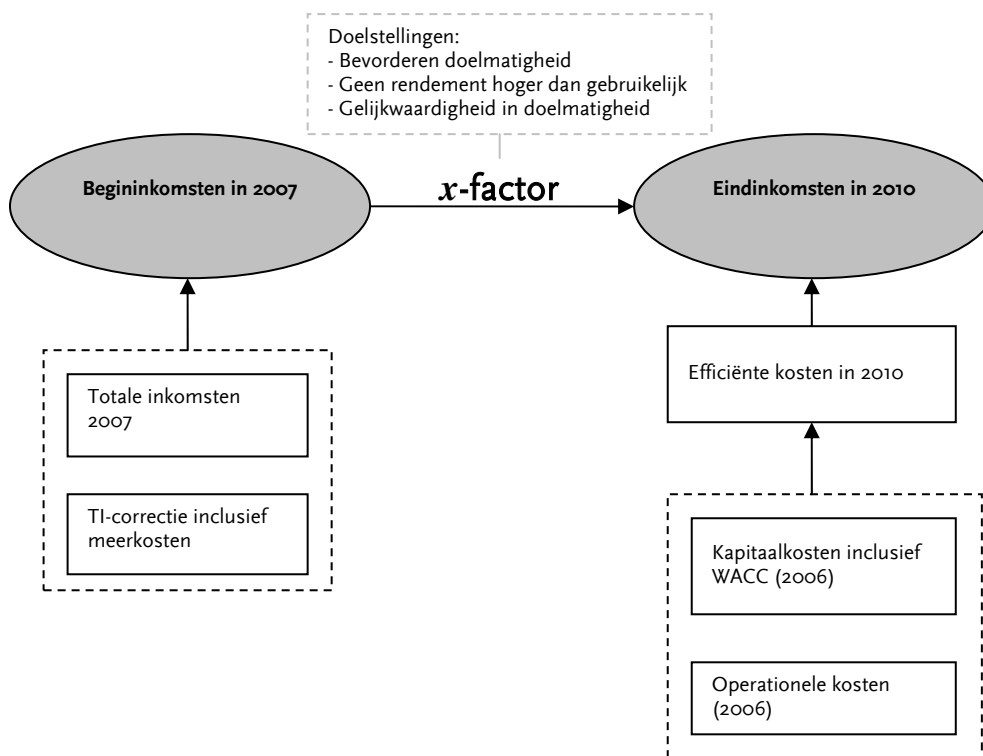 Doelstellingen:
- Bevorderen doelmatigheid
- Geen rendement hoger dan gebruikelijk
- Gelijkwaardigheid in doelmatigheid
Begininkomsten in 2007
x-factor
Eindinkomsten in 2010
Totale inkomsten
2007
TI-correctie inclusief
meerkosten
Efficiënte kosten in 2010
Kapitaalkosten inclusief
WACC (2006)
Operationele kosten
(2006)